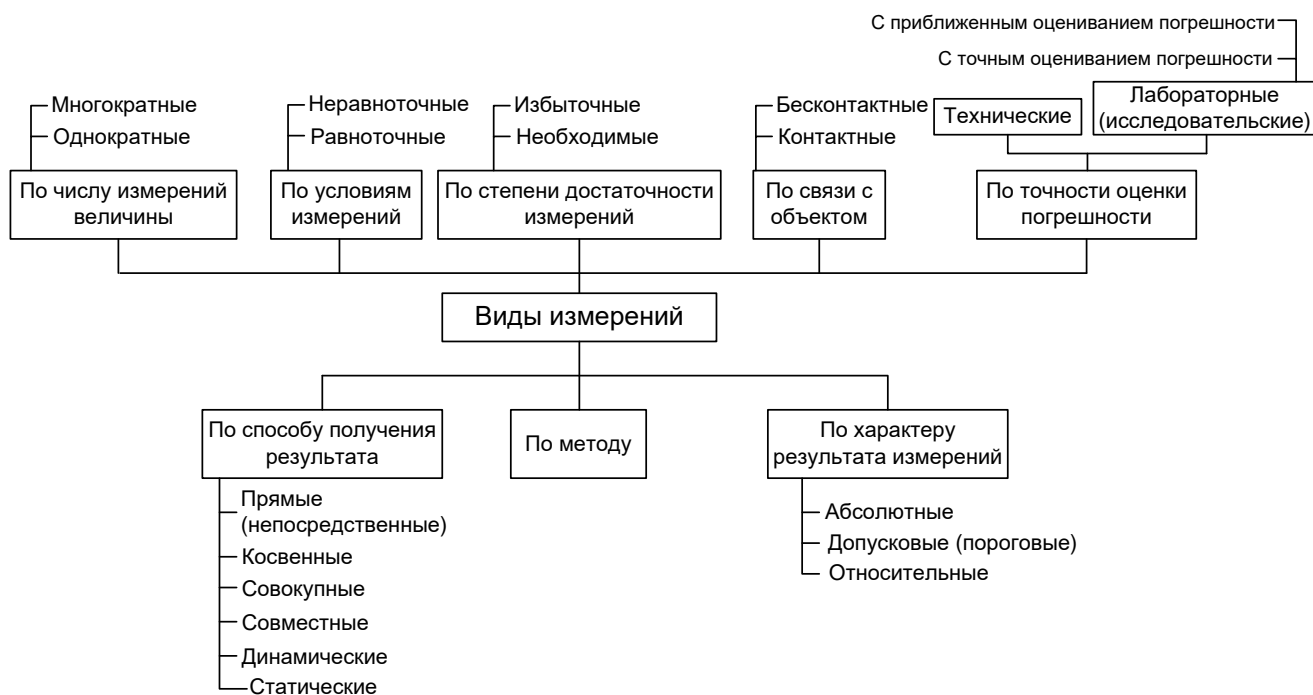 С приближенным оцениванием погрешности
С точным оцениванием погрешности
Многократные
Однократные
Неравноточные
Равноточные
Избыточные
Необходимые
Бесконтактные
Контактные
Технические
Лабораторные
(исследовательские)
По числу измерений
величины
По условиям
измерений
По степени достаточности
измерений
По связи с
объектом
По точности оценки
погрешности
Виды измерений
По способу получения
результата
По методу
По характеру
результата измерений
Прямые
(непосредственные)
Косвенные
Совокупные
Совместные
Динамические
Статические
Абсолютные
Допусковые (пороговые)
Относительные